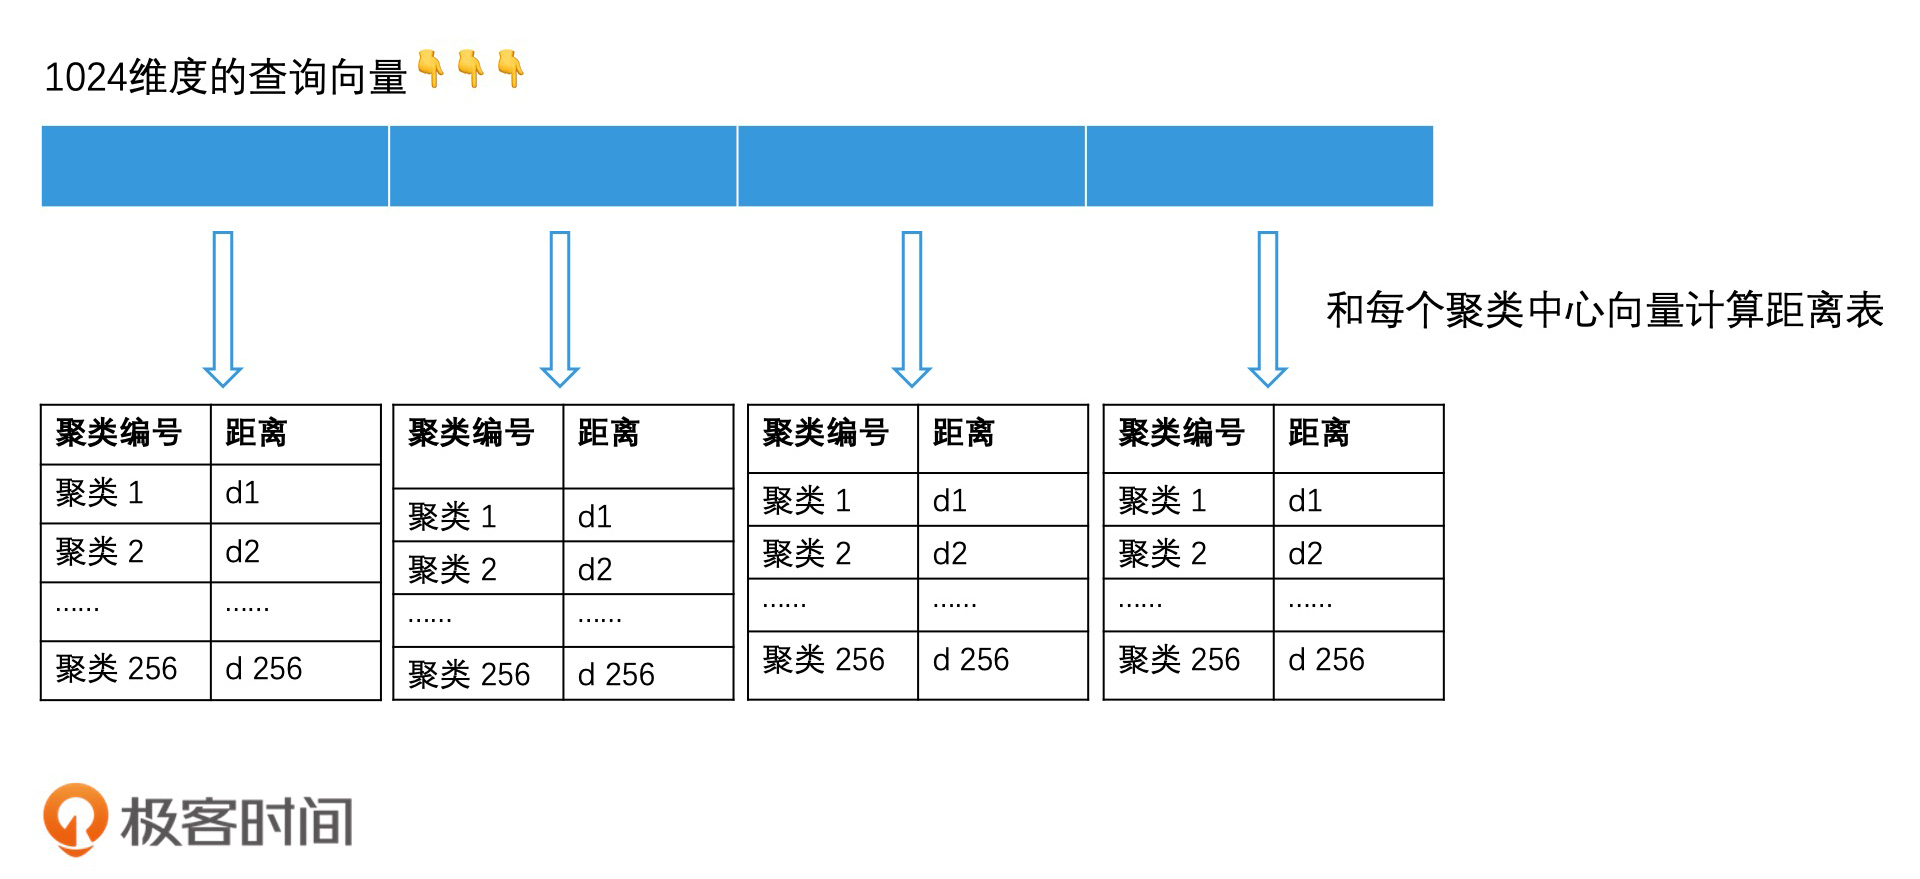 1024维度的查询向量👇👇👇
和每个聚类中心向量计算距离表
聚类编号 距离 聚类编号 距离 聚类编号 距离 聚类编号 距离
聚类 1 d1 聚类 1 d1 聚类 1 d1 聚类 1 d1
聚类 2 d2 聚类 2 d2 聚类 2 d2 聚类 2 d2
…… …… …… …… …… …… …… ……
聚类 256 d 256 聚类 256 d 256 聚类 256 d 256 聚类 256 d 256
极客时间